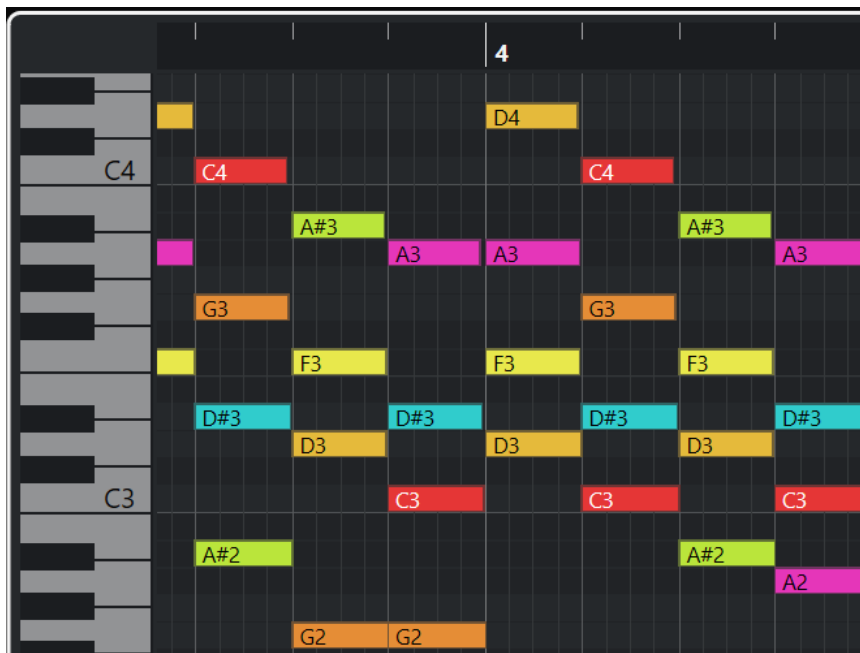 4
D4
C4 C4 C4
A#3 A#3
A3 A3 A3
G3 G3
F3 F3 F3
D#3 D#3 D#3 D#3
D3 D3 D3
C3 C3 C3 C3
A#2 A#2
A2
G2 G2